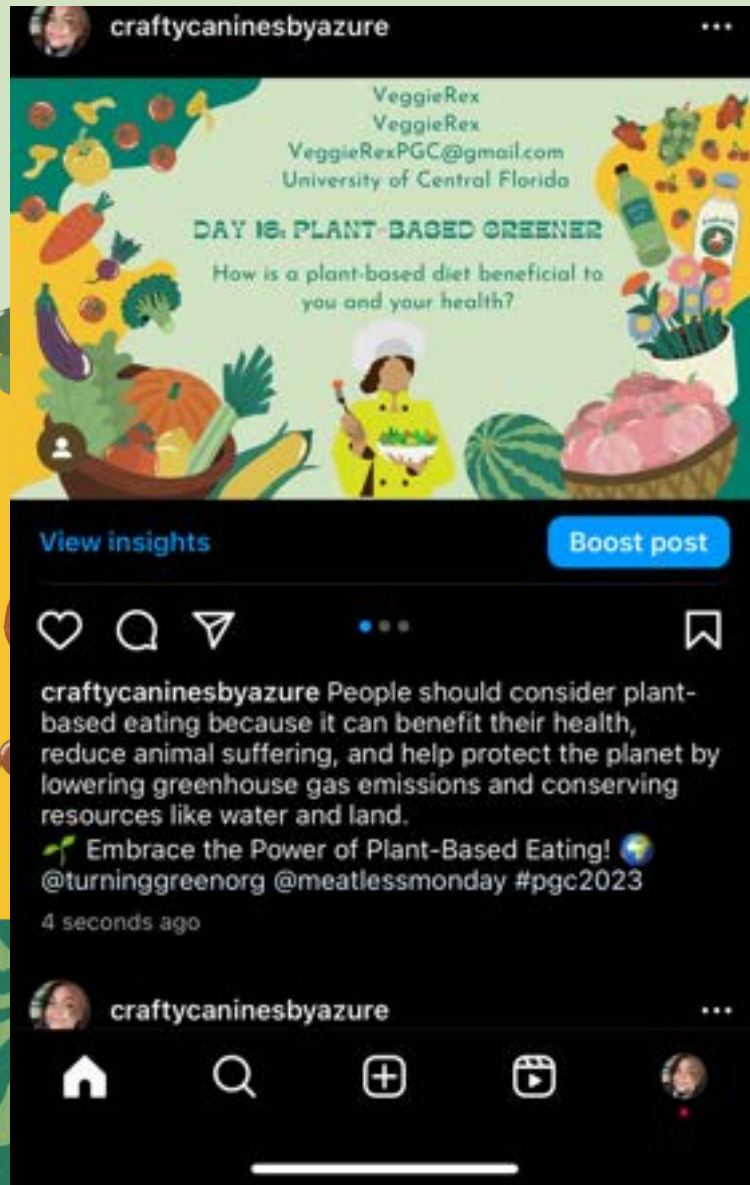 craftycaninesbyazure
VeggieRex
VeggieRex
VeggieRexPGC@gmail.com
University of Central Florida
DAY 16: PLANT-BASED GREENER
How is a plant-based diet beneficial to
you and your health?
View insights
Boost post
craftycaninesbyazure People should consider plant-
based eating because it can benefit their health,
reduce animal suffering, and help protect the planet by
lowering greenhouse gas emissions and conserving
resources like water and land.
🌱 Embrace the Power of Plant-Based Eating! 🌍
@turninggreenorg @meatlessmonday #pgc2023
4 seconds ago
craftycaninesbyazure